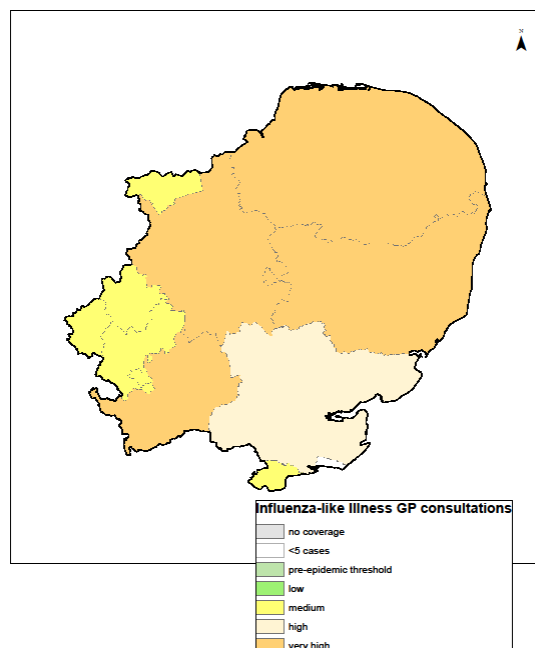 N
Influenza-like Illness GP consultations
no coverage
<5 cases
pre-epidemic threshold
low
medium
high
very high